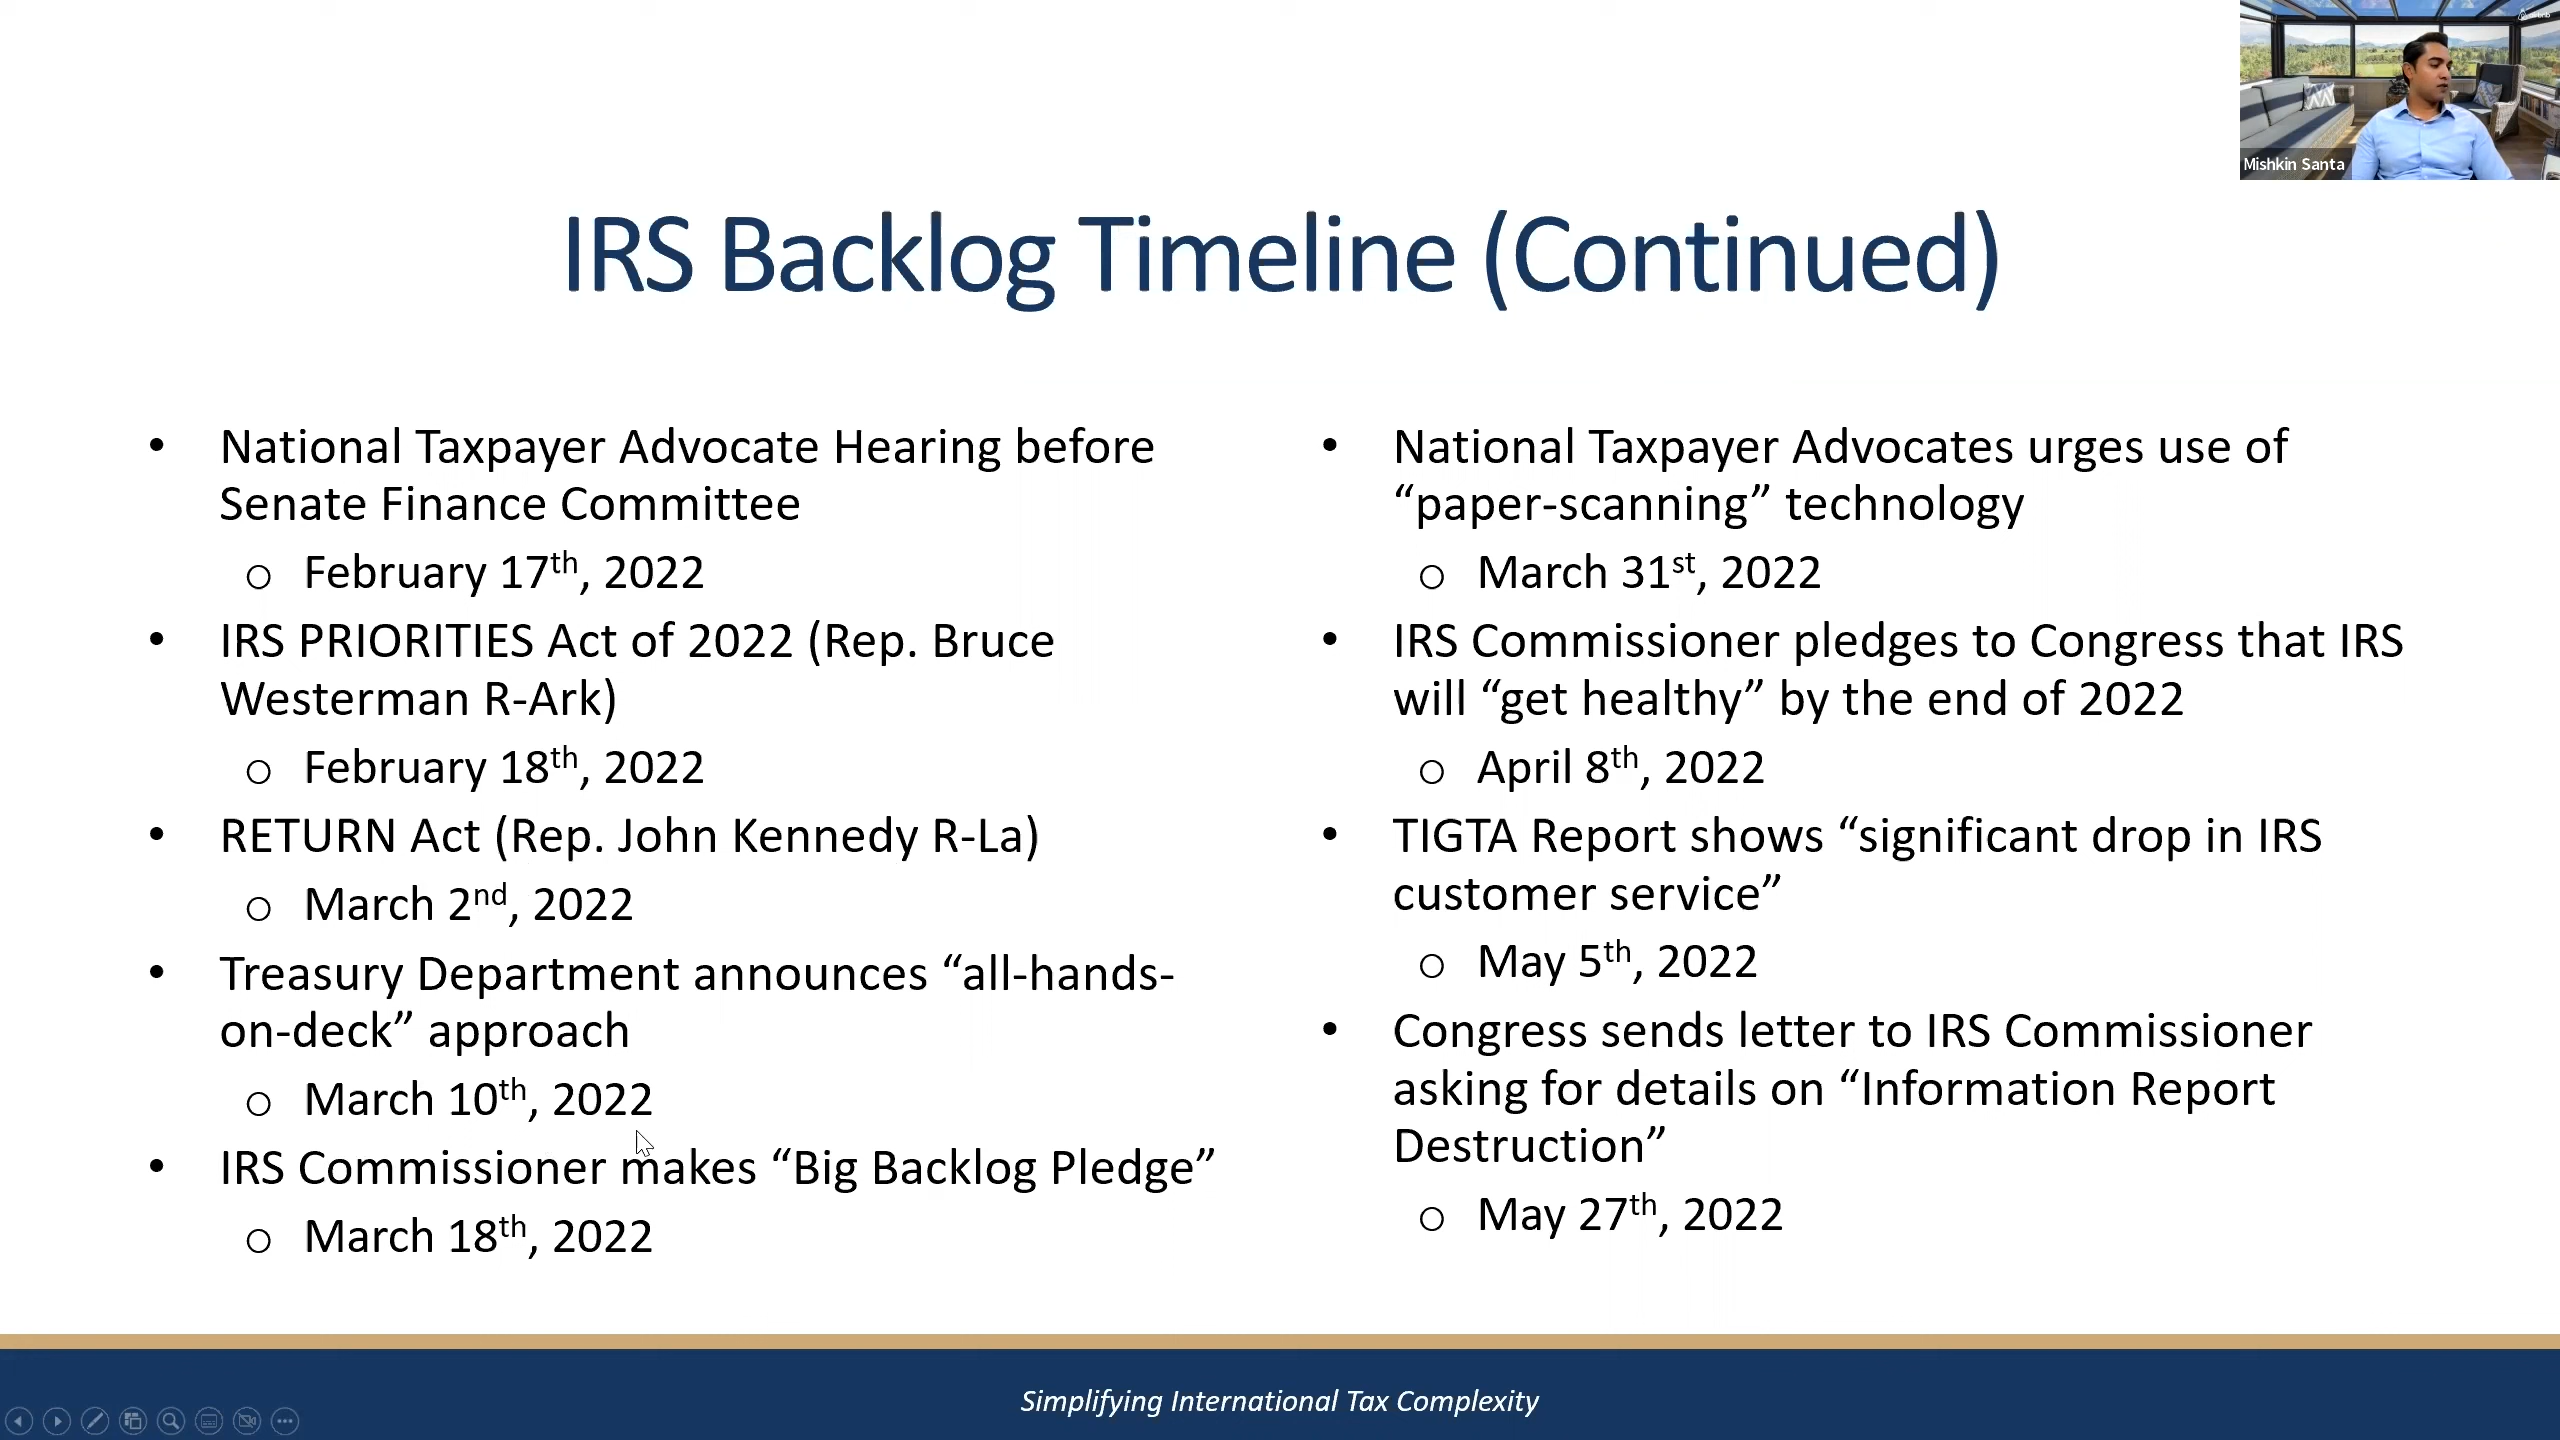 Mishkin Santa
IRS Backlog Timeline (Continued)
• National Taxpayer Advocate Hearing before
Senate Finance Committee
o February 17th, 2022
• IRS PRIORITIES Act of 2022 (Rep. Bruce
Westerman R-Ark)
o February 18th, 2022
• RETURN Act (Rep. John Kennedy R-La)
o March 2nd, 2022
• Treasury Department announces “all-hands-
on-deck” approach
o March 10th, 2022
• IRS Commissioner makes “Big Backlog Pledge”
o March 18th, 2022
• National Taxpayer Advocates urges use of
“paper-scanning” technology
o March 31st, 2022
• IRS Commissioner pledges to Congress that IRS
will “get healthy” by the end of 2022
o April 8th, 2022
• TIGTA Report shows “significant drop in IRS
customer service”
o May 5th, 2022
• Congress sends letter to IRS Commissioner
asking for details on “Information Report
Destruction”
o May 27th, 2022
Simplifying International Tax Complexity